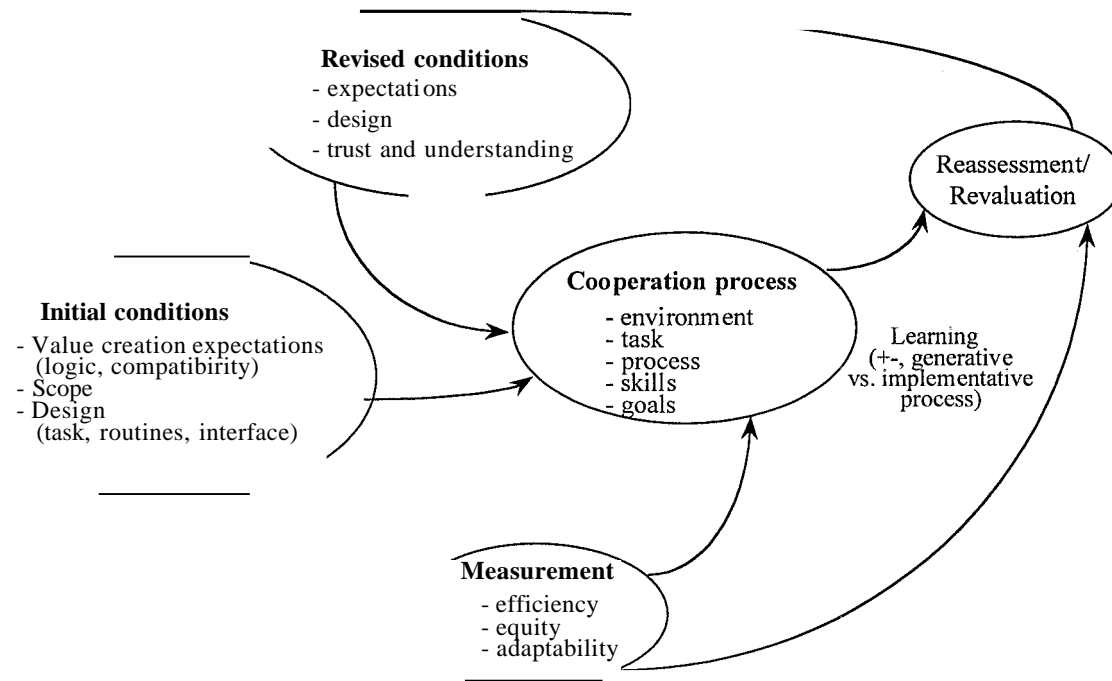 Revised conditions
- expectations
- design
- trust and understanding
Reassessment/
Revaluation
Initial conditions
- Value creation expectations
(logic, compatibirity)
- Scope
- Design
(task, routines, interface)
Cooperation process
- environment
- task
- process
- skills
- goals
Learning
(+-, generative
vs. implementative
process)
Measurement
- efficiency
- equity
- adaptability